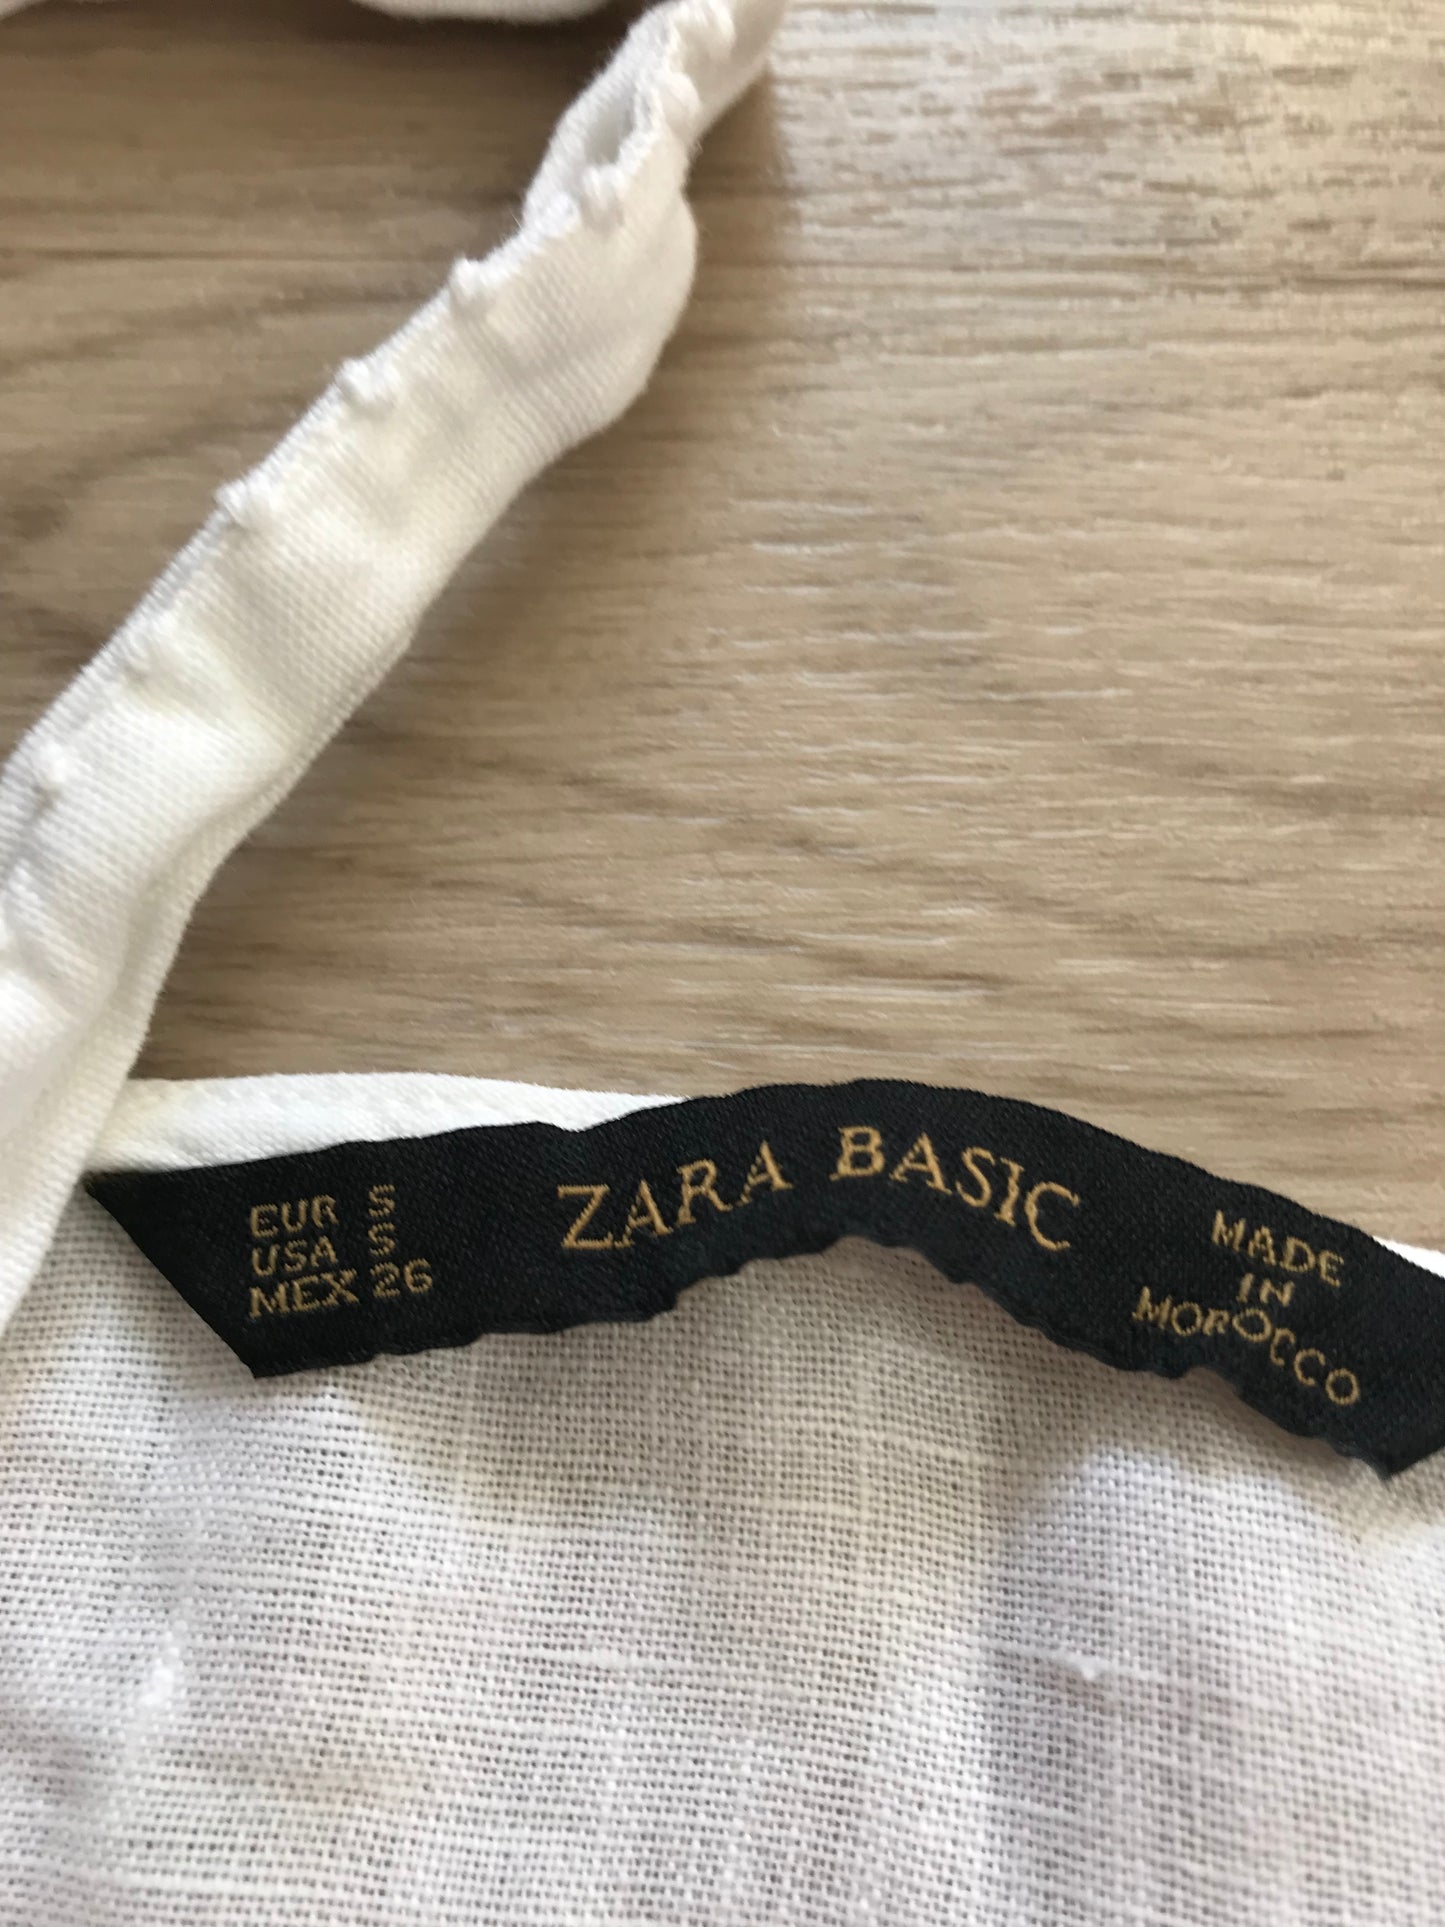 EUR S
USA S
MEX 26
ZARA BASIC
MADE
IN
MOROCCO